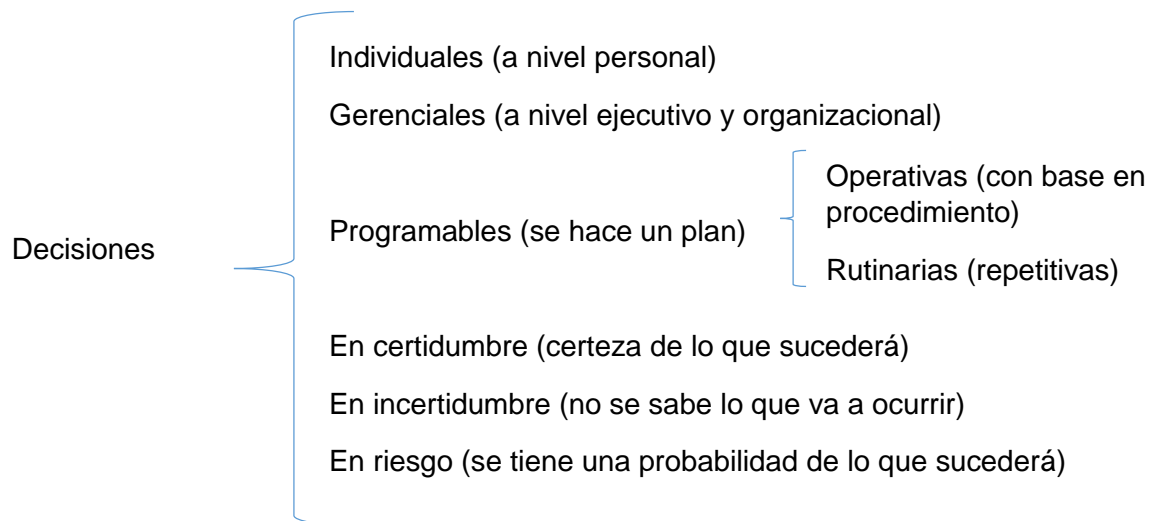 Individuales (a nivel personal)
Gerenciales (a nivel ejecutivo y organizacional)
Decisiones
Programables (se hace un plan)
Operativas (con base en
procedimiento)
Rutinarias (repetitivas)
En certidumbre (certeza de lo que sucederá)
En incertidumbre (no se sabe lo que va a ocurrir)
En riesgo (se tiene una probabilidad de lo que sucederá)